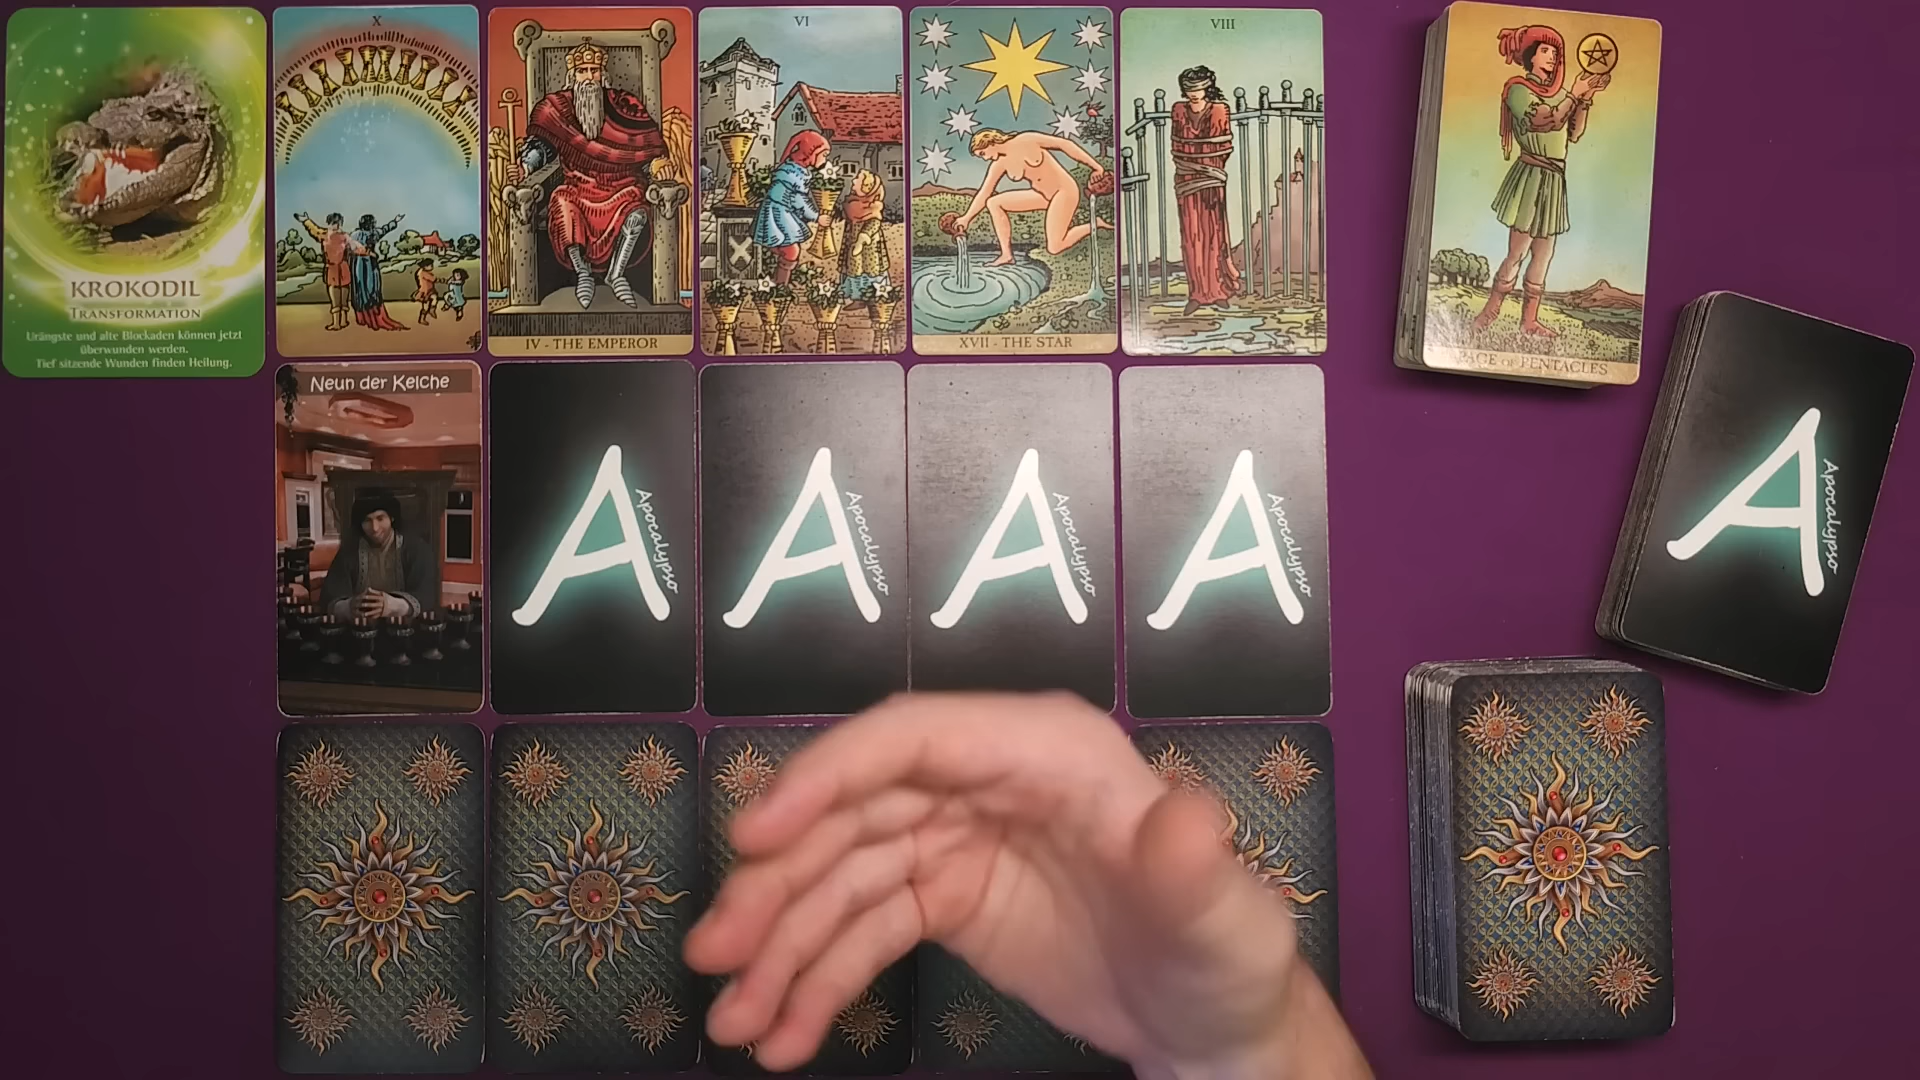 KROKODIL
TRANSFORMATION
Urängste und alte Blockaden können jetzt
überwunden werden.
Tief sitzende Wunden finden Heilung.
X
IV - THE EMPEROR
VI
XVII - THE STAR
VIII
PAGE OF PENTACLES
Neun der Kelche
A
Apocalypso
A
Apocalypso
A
Apocalypso
A
Apocalypso
A
Apocalypso